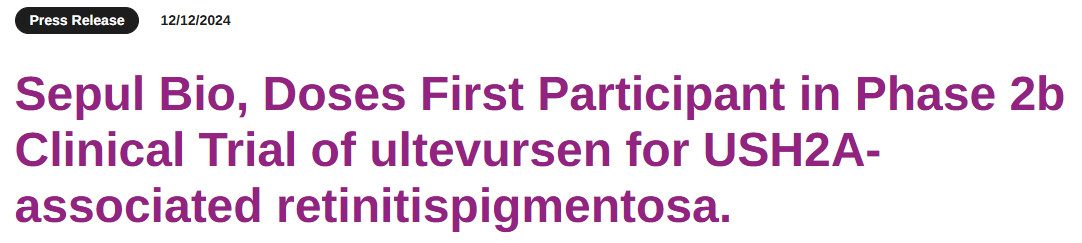 Press Release 12/12/2024
Sepul Bio, Doses First Participant in Phase 2b
Clinical Trial of ultevursen for USH2A-
associated retinitispigmentosa.